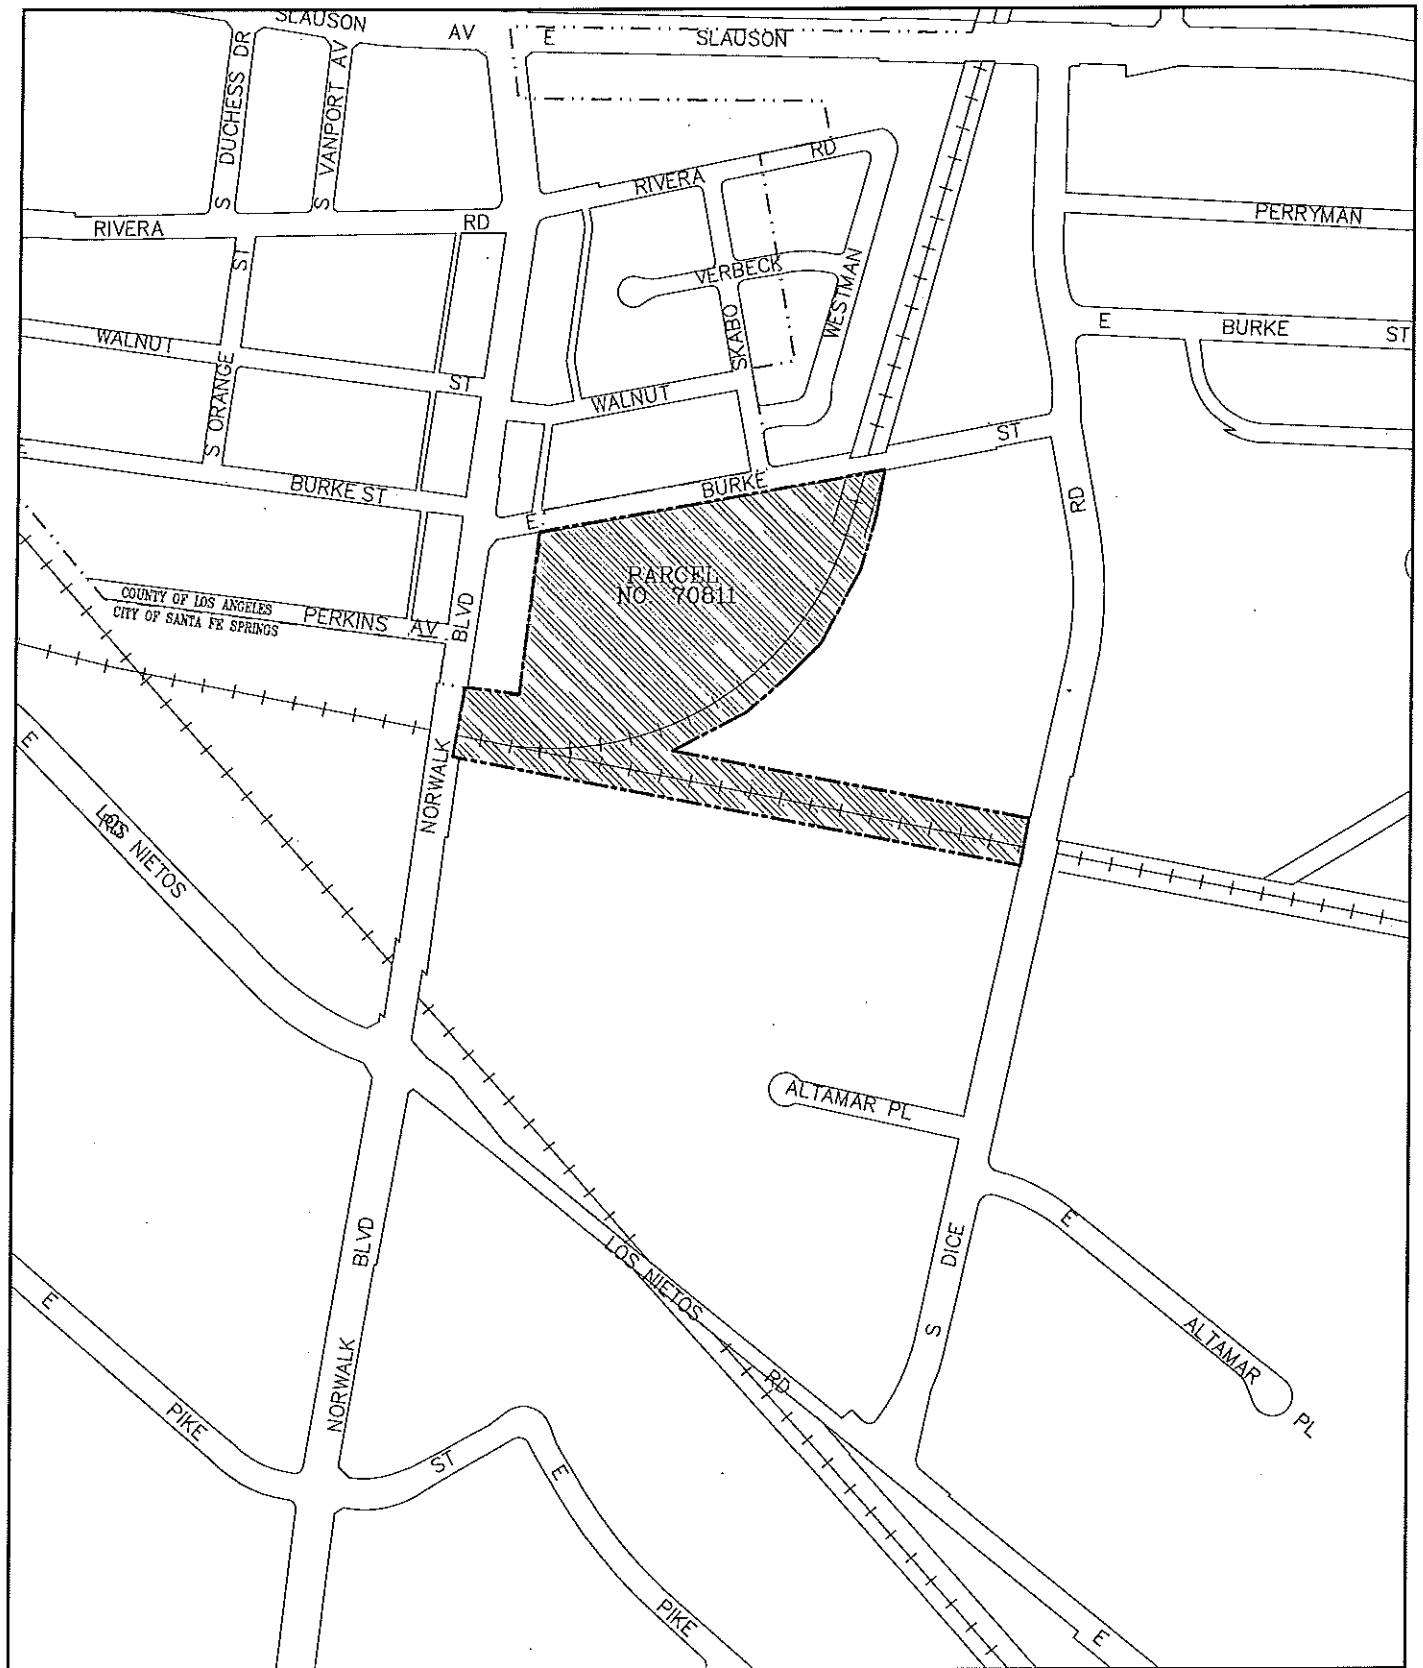 SLAUSON AV
E SLAUSON
S DUCHESS DR
S VANPORT AV
RIVERA RD
RIVERA RD
PERRYMAN
S ORANGE ST
VERBECK
WESTMAN
SKABO
WALNUT ST
WALNUT
E BURKE ST
E
BURKE ST
E BURKE ST
RD
PARCEL
NO 70811
COUNTY OF LOS ANGELES
CITY OF SANTA FE SPRINGS
PERKINS AV
BLVD
NORWALK
E
LOS NIETOS
RD
ALTAMAR PL
S DICE
E ALTAMAR PL
NORWALK BLVD
LOS NIETOS RD
E
E PIKE
ST
E
PIKE